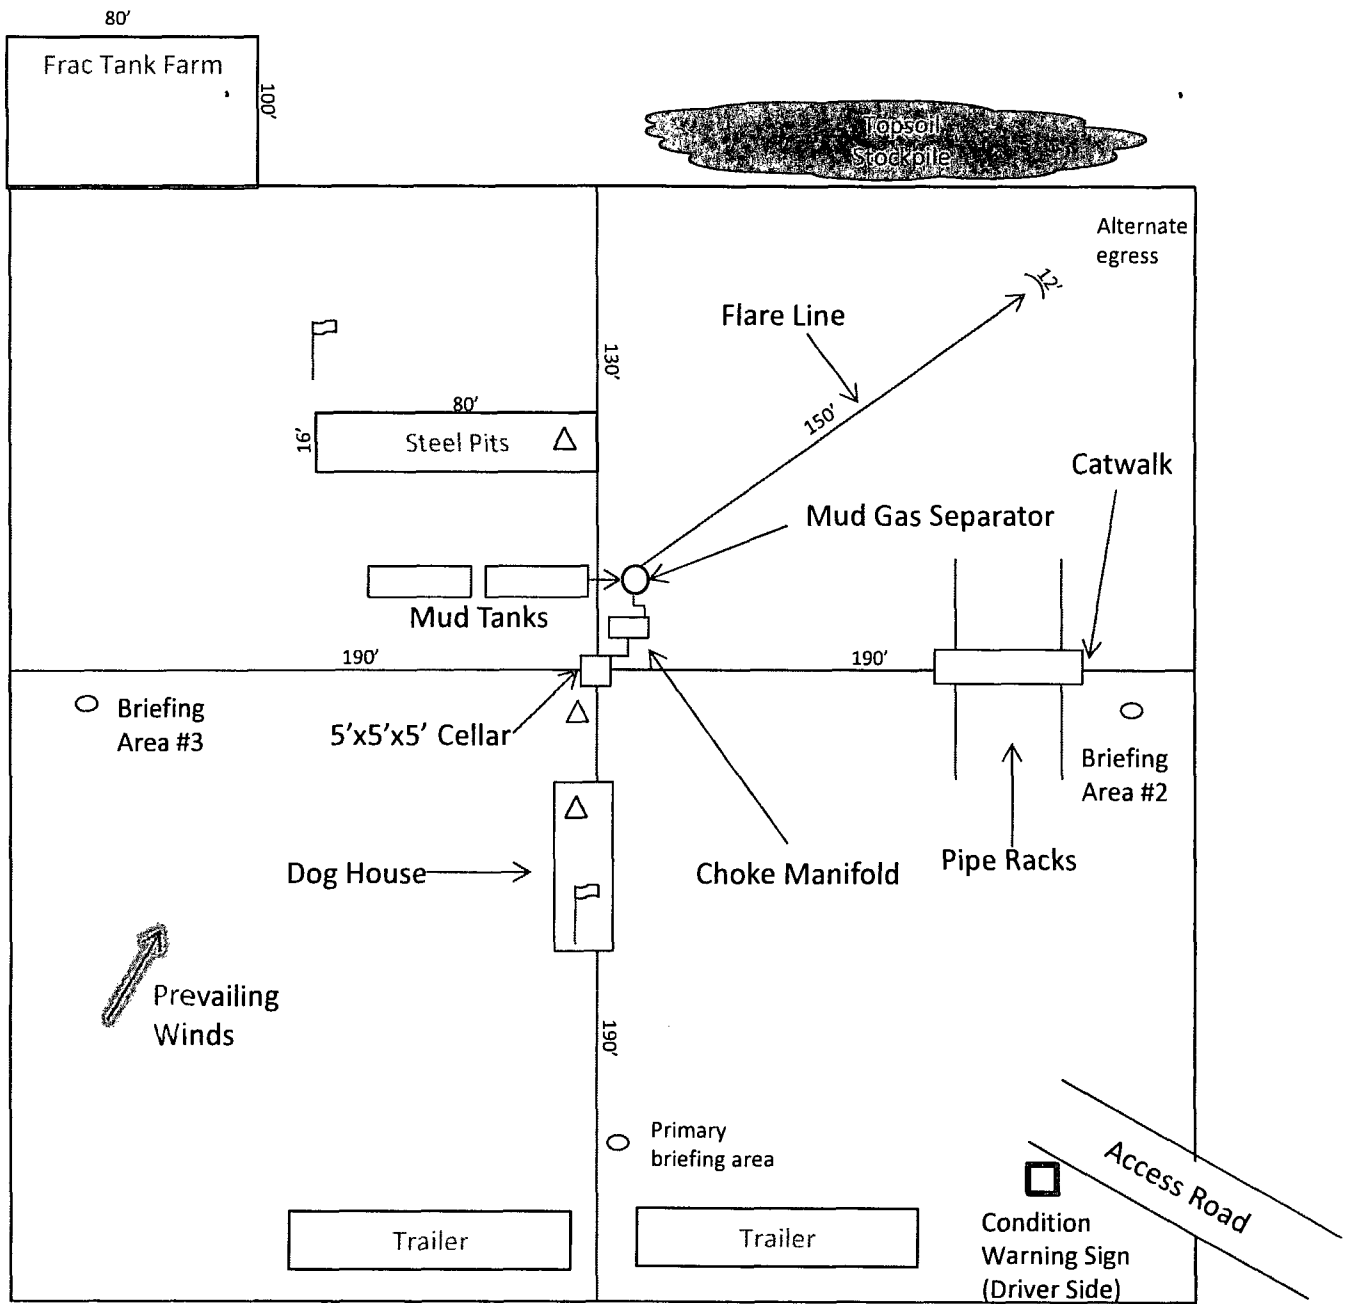 80’
Frac Tank Farm
100’
Topsoil
Stockpile
Alternate
egress
12’
Flare Line
130’
150’
80’
16’
Steel Pits
Catwalk
Mud Gas Separator
Mud Tanks
190’
190’
Briefing
Area #3
5’x5’x5’ Cellar
Briefing
Area #2
Dog House
Choke Manifold
Pipe Racks
Prevailing
Winds
190’
Primary
briefing area
Access Road
Trailer
Trailer
Condition
Warning Sign
(Driver Side)